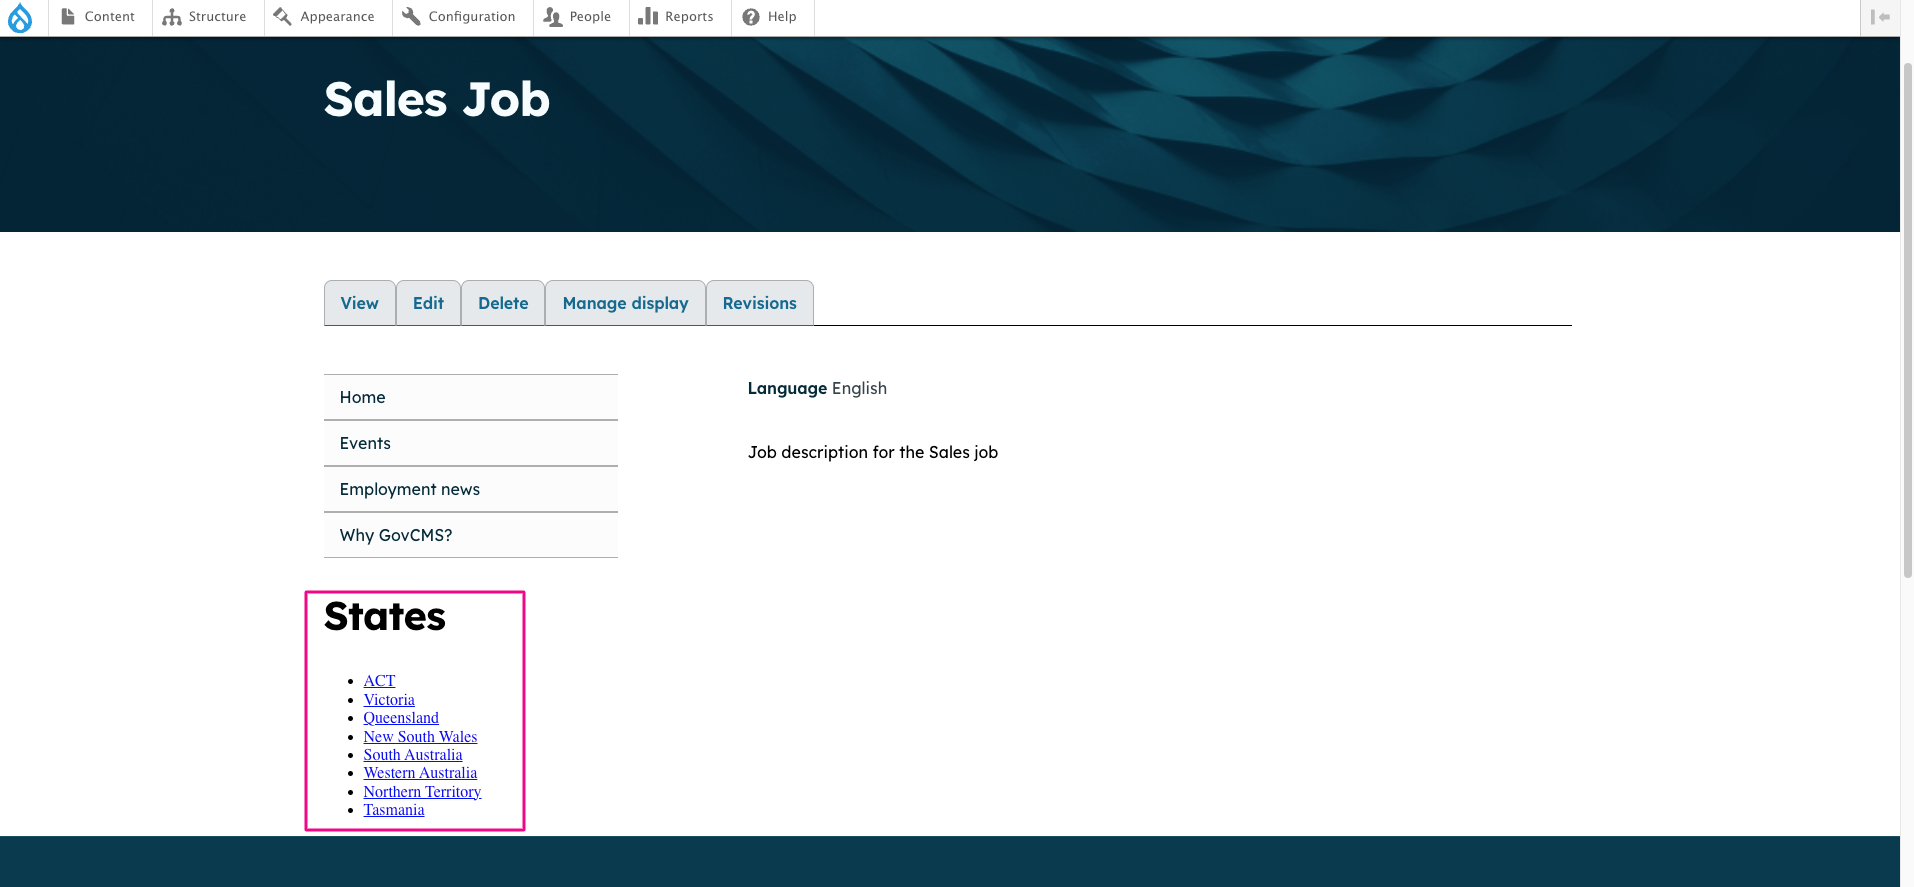 Content Structure Appearance Configuration People Reports Help
Sales Job
View Edit Delete Manage display Revisions
Home
Events
Employment news
Why GovCMS?
Language English
Job description for the Sales job
States
ACT
Victoria
Queensland
New South Wales
South Australia
Western Australia
Northern Territory
Tasmania